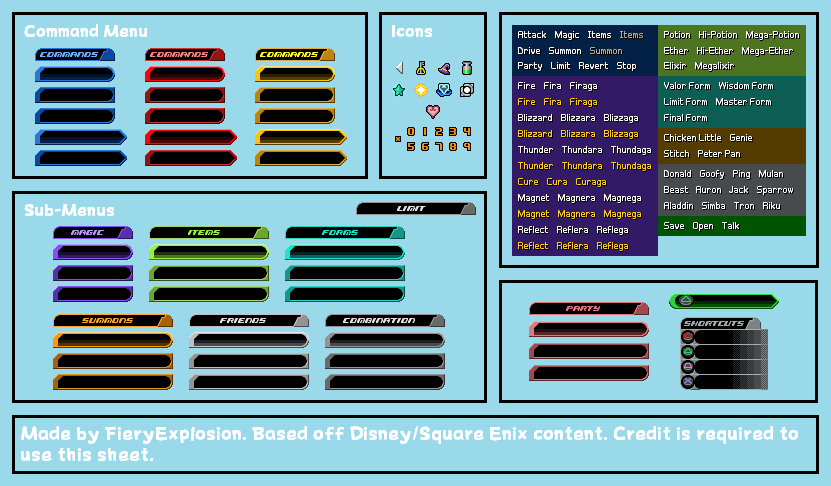 Command Menu
COMMANDS COMMANDS COMMANDS
Icons
0 1 2 3 4
× 5 6 7 8 9
Sub-Menus
LIMIT
MAGIC ITEMS FORMS
SUMMONS FRIENDS COMBINATION
Attack Magic Items Items
Drive Summon Summon
Party Limit Revert Stop
Fire Fira Firaga
Fire Fira Firaga
Blizzard Blizzara Blizzaga
Blizzard Blizzara Blizzaga
Thunder Thundara Thundaga
Thunder Thundara Thundaga
Cure Cura Curaga
Magnet Magnera Magnega
Magnet Magnera Magnega
Reflect Reflera Reflega
Reflect Reflera Reflega
Potion Hi-Potion Mega-Potion
Ether Hi-Ether Mega-Ether
Elixir Megalixir
Valor Form Wisdom Form
Limit Form Master Form
Final Form
Chicken Little Genie
Stitch Peter Pan
Donald Goofy Ping Mulan
Beast Auron Jack Sparrow
Aladdin Simba Tron Riku
Save Open Talk
PARTY
SHORTCUTS
Made by FieryExplosion. Based off Disney/Square Enix content. Credit is required to
use this sheet.